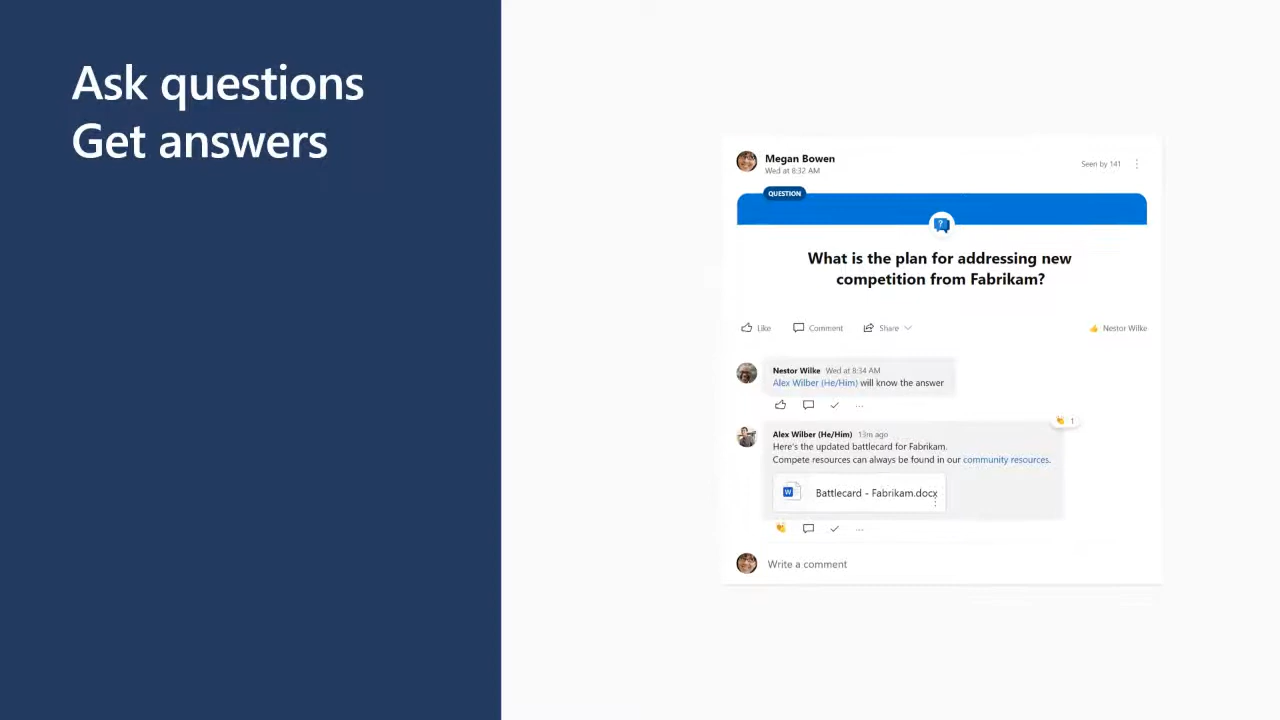 Ask questions
Get answers
Megan Bowen
Wed at 8:32 AM
Seen by 141
QUESTION
?
What is the plan for addressing new
competition from Fabrikam?
Like
Comment
Share
Nestor Wilke
Nestor Wilke Wed at 8:34 AM
Alex Wilber (He/Him) will know the answer
1
Alex Wilber (He/Him) 13m ago
Here's the updated battlecard for Fabrikam.
Compete resources can always be found in our community resources.
W
Battlecard - Fabrikam.docx
Write a comment